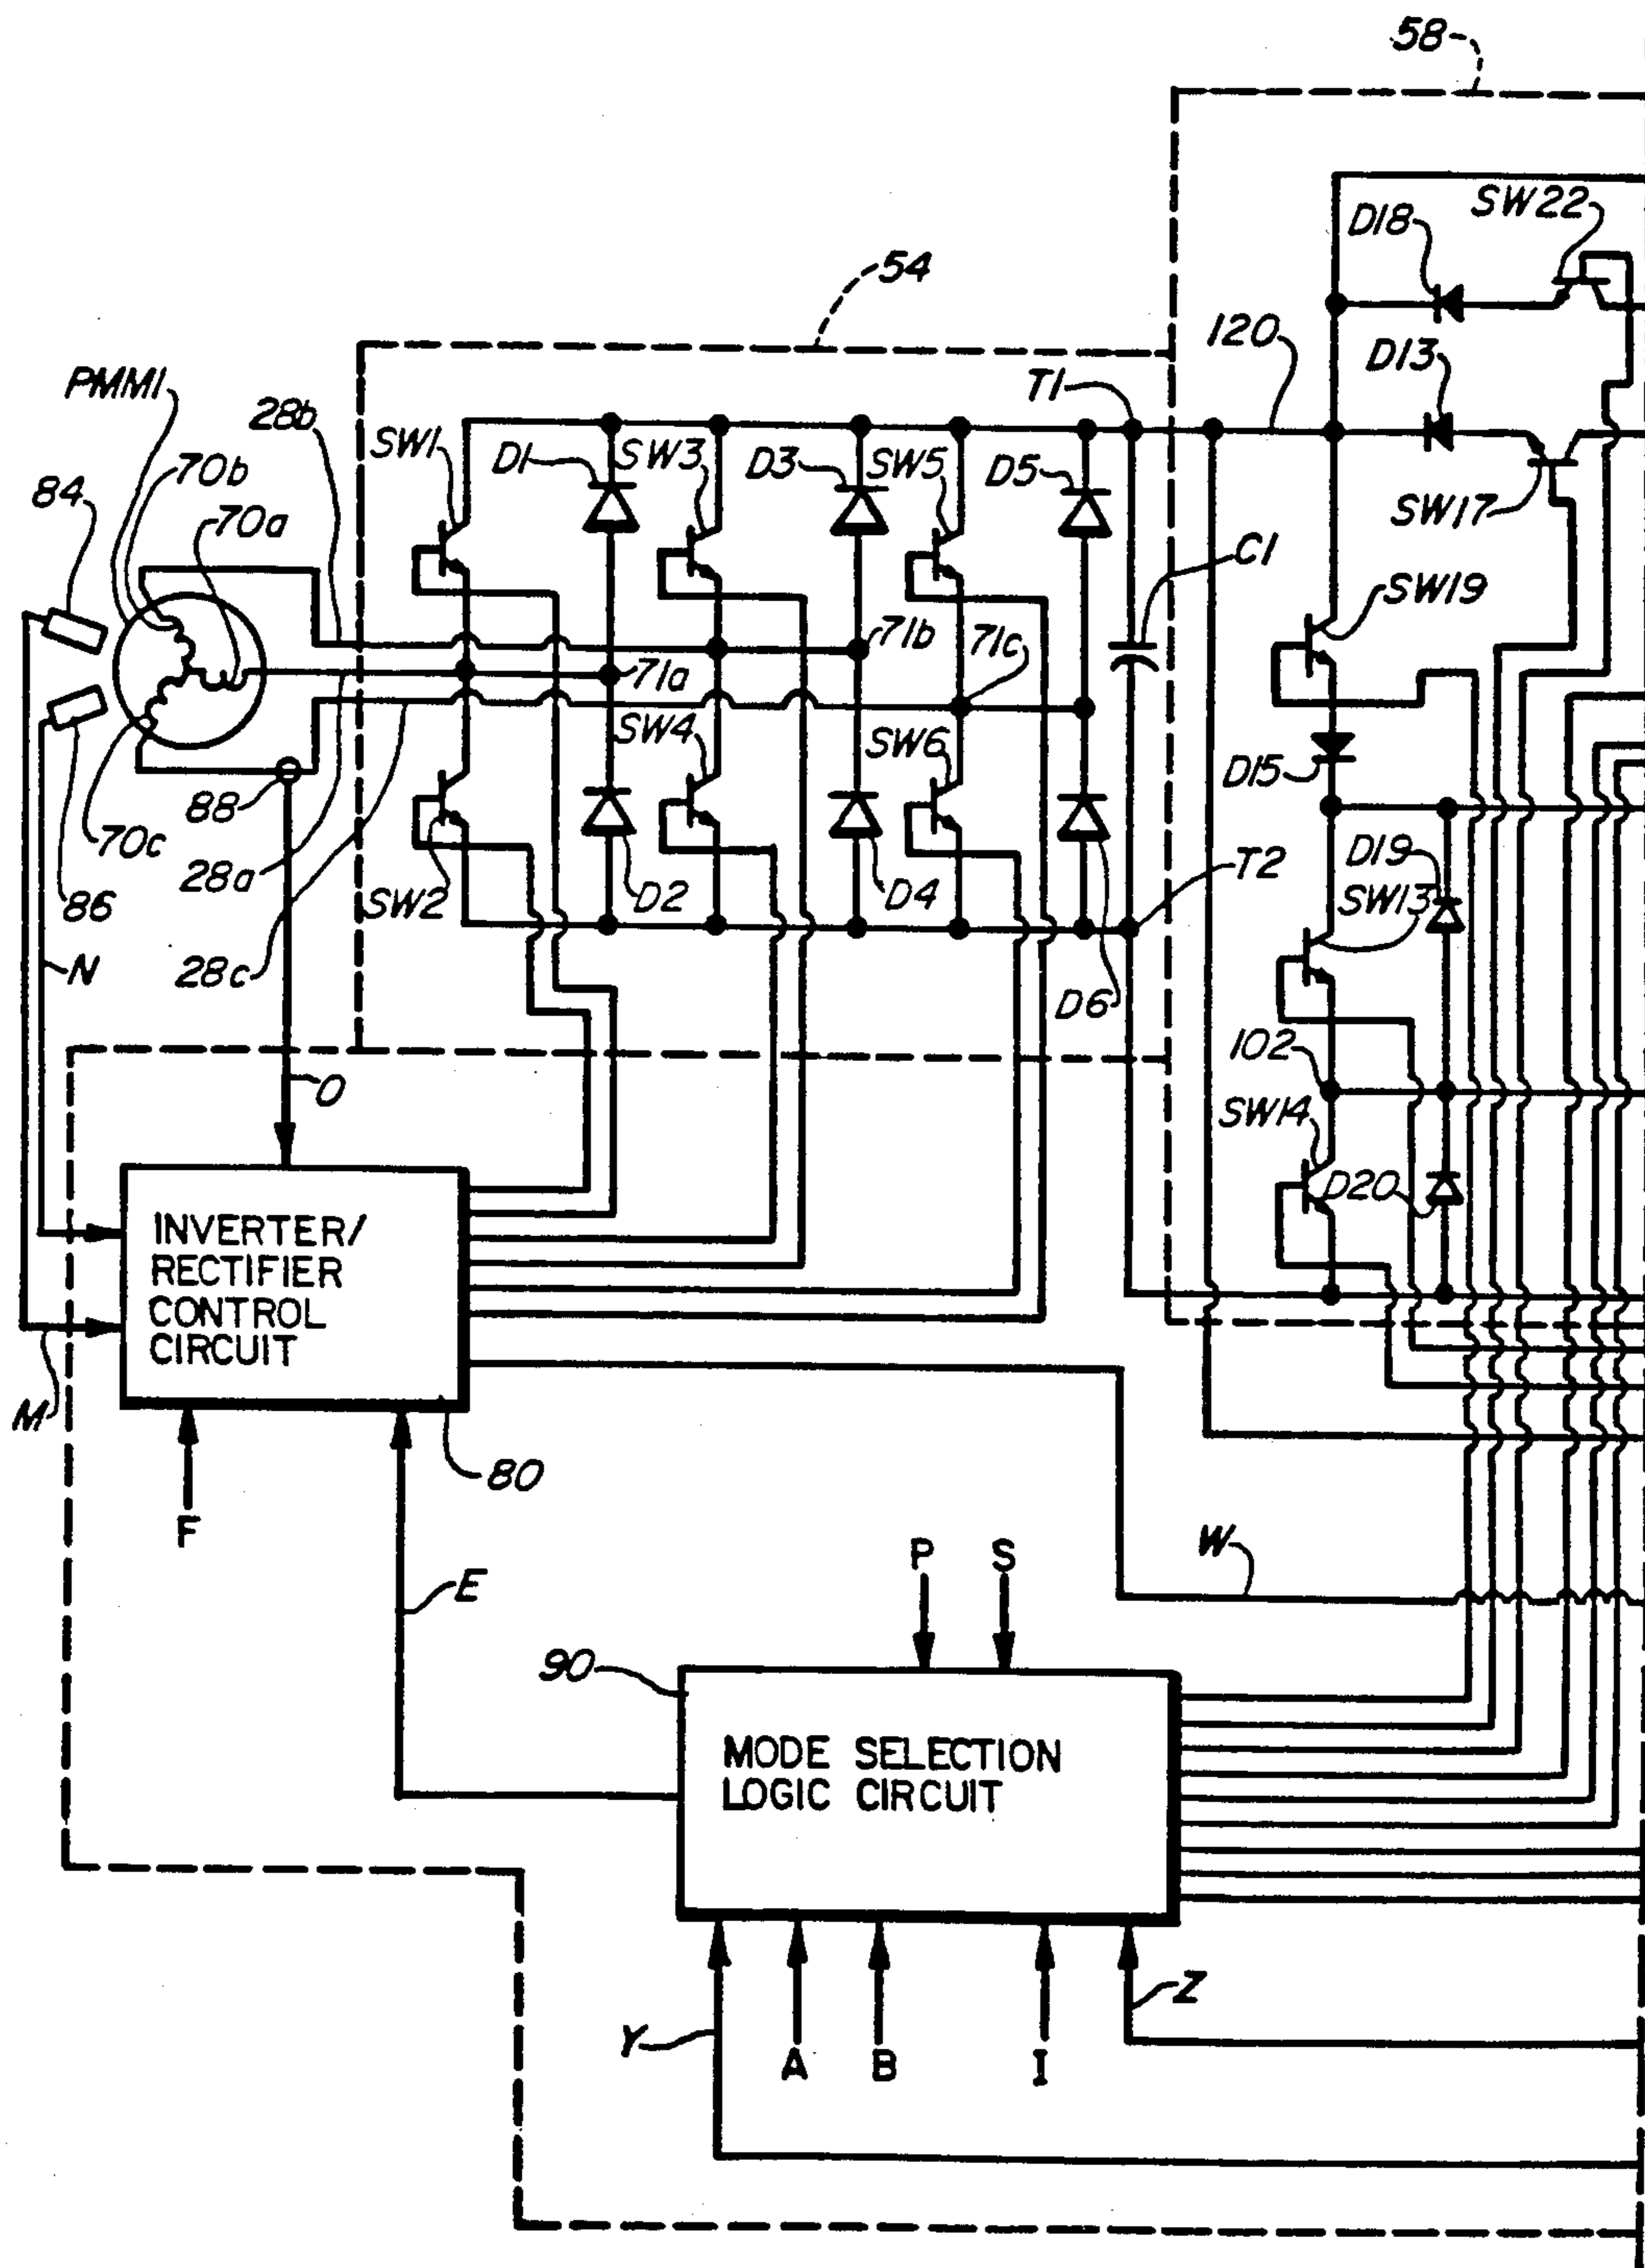 58
SW22
D18
54
120
D13
PMM1
T1
28b
SW1
D1
SW3
D3
SW5
D5
70b
84
70a
SW17
C1
SW19
71b
71c
71a
SW4
SW6
D15
88
70c
28a
T2
D19
86
SW2
D2
D4
SW13
N
28c
D6
102
O
SW14
D20
INVERTER/
RECTIFIER
CONTROL
CIRCUIT
M
80
F
P
S
W
E
90
MODE SELECTION
LOGIC CIRCUIT
Z
Y
A
B
I